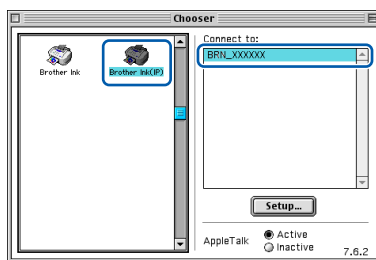 Chooser
Brother Ink
Brother Ink(IP)
Connect to:
BRN_XXXXXX
Setup...
AppleTalk
Active
Inactive
7.6.2